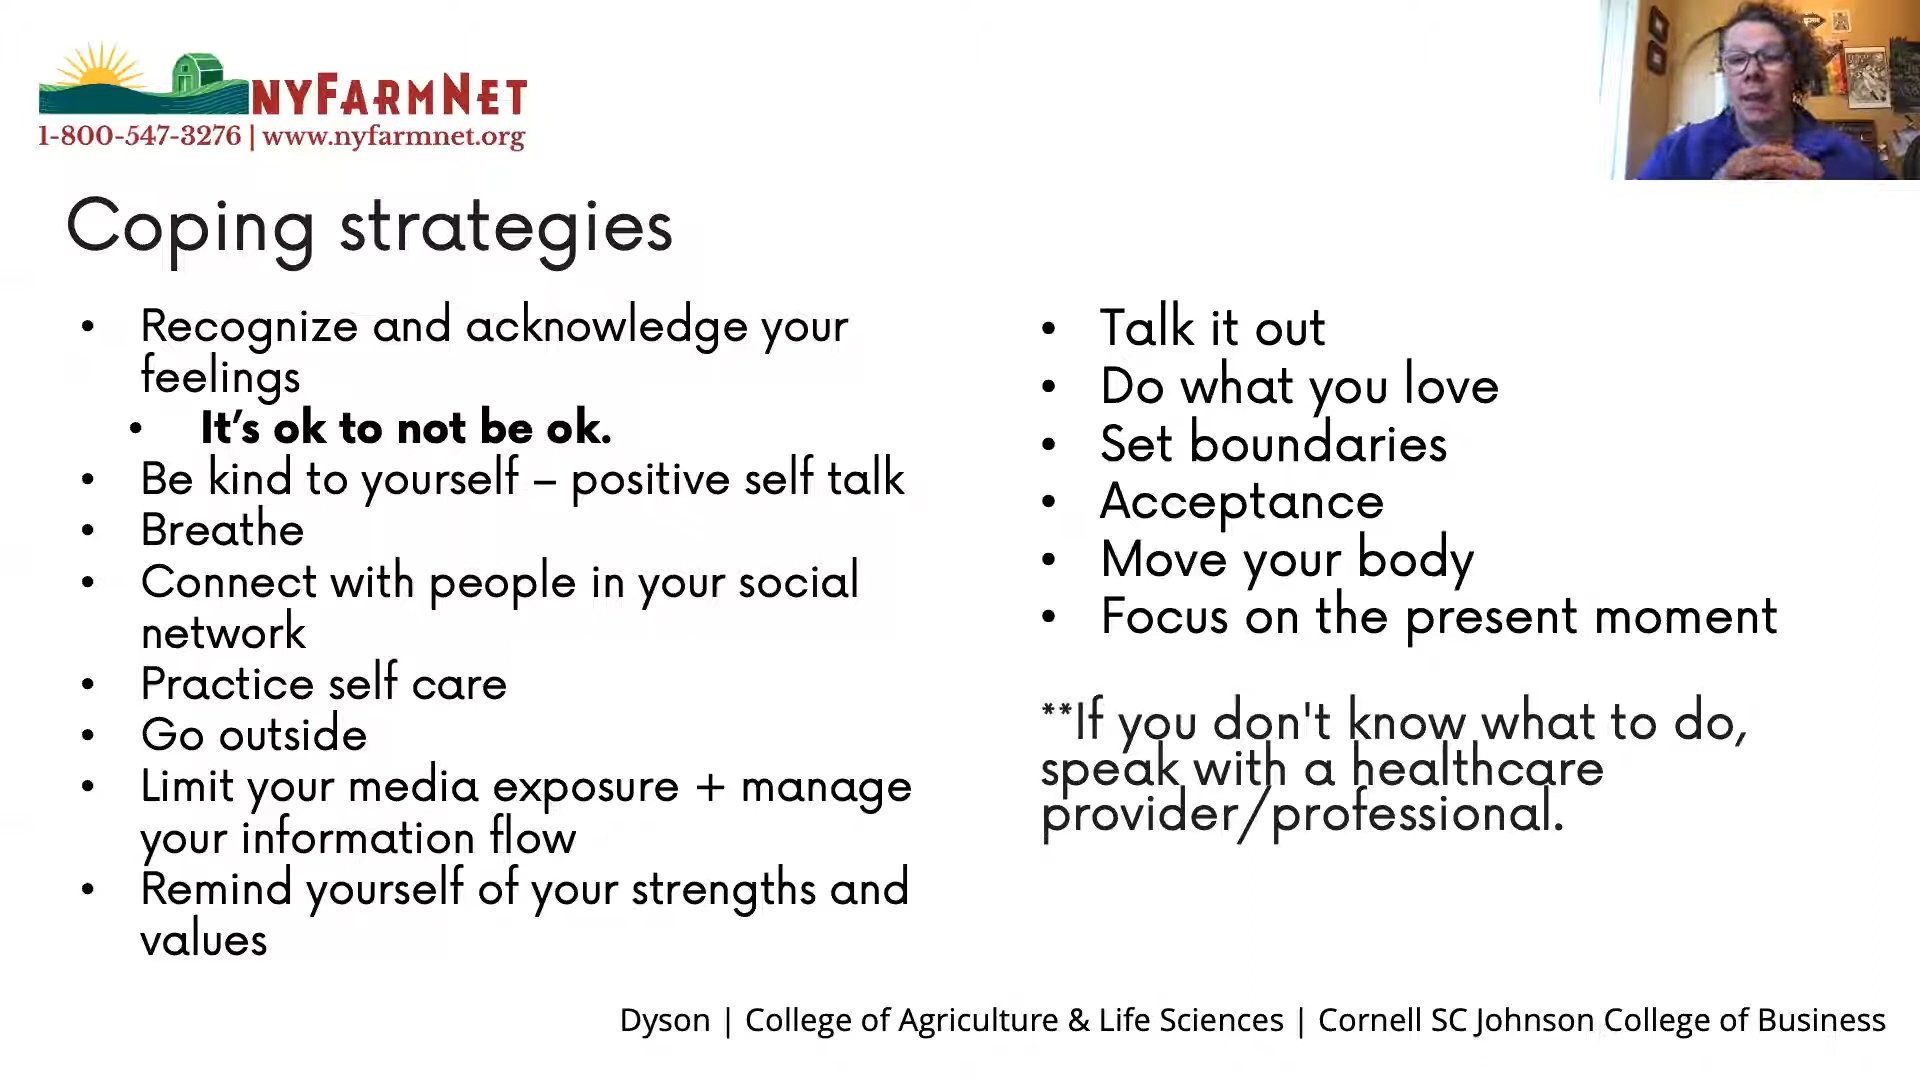 NYFARMNET
1-800-547-3276 | www.nyfarmnet.org
Coping strategies
• Recognize and acknowledge your
feelings
• It’s ok to not be ok.
• Be kind to yourself – positive self talk
• Breathe
• Connect with people in your social
network
• Practice self care
• Go outside
• Limit your media exposure + manage
your information flow
• Remind yourself of your strengths and
values
• Talk it out
• Do what you love
• Set boundaries
• Acceptance
• Move your body
• Focus on the present moment
**If you don't know what to do,
speak with a healthcare
provider/professional.
Dyson | College of Agriculture & Life Sciences | Cornell SC Johnson College of Business